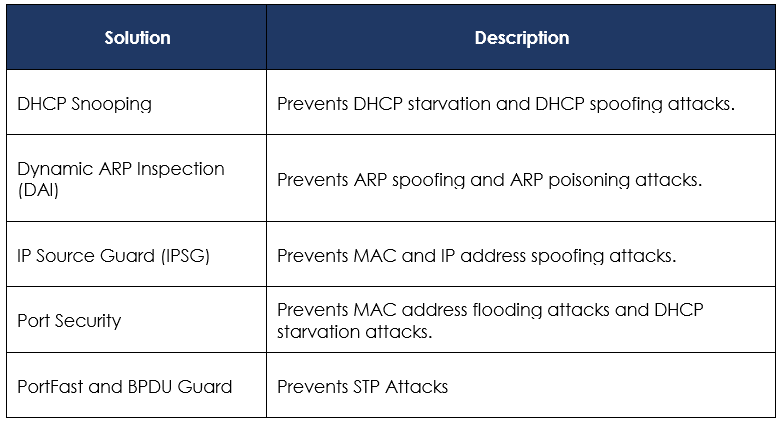 Solution
Description
DHCP Snooping
Prevents DHCP starvation and DHCP spoofing attacks.
Dynamic ARP Inspection
(DAI)
Prevents ARP spoofing and ARP poisoning attacks.
IP Source Guard (IPSG)
Prevents MAC and IP address spoofing attacks.
Port Security
Prevents MAC address flooding attacks and DHCP
starvation attacks.
PortFast and BPDU Guard
Prevents STP Attacks